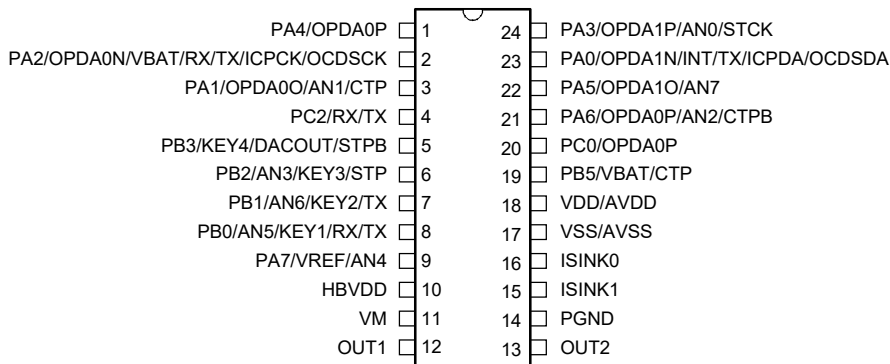 PA4/OPDA0P 1 24 PA3/OPDA1P/AN0/STCK
PA2/OPDA0N/VBAT/RX/TX/ICPCK/OCDSCK 2 23 PA0/OPDA1N/INT/TX/ICPDA/OCDSDA
PA1/OPDA0O/AN1/CTP 3 22 PA5/OPDA1O/AN7
PC2/RX/TX 4 21 PA6/OPDA0P/AN2/CTPB
PB3/KEY4/DACOUT/STPB 5 20 PC0/OPDA0P
PB2/AN3/KEY3/STP 6 19 PB5/VBAT/CTP
PB1/AN6/KEY2/TX 7 18 VDD/AVDD
PB0/AN5/KEY1/RX/TX 8 17 VSS/AVSS
PA7/VREF/AN4 9 16 ISINK0
HBVDD 10 15 ISINK1
VM 11 14 PGND
OUT1 12 13 OUT2